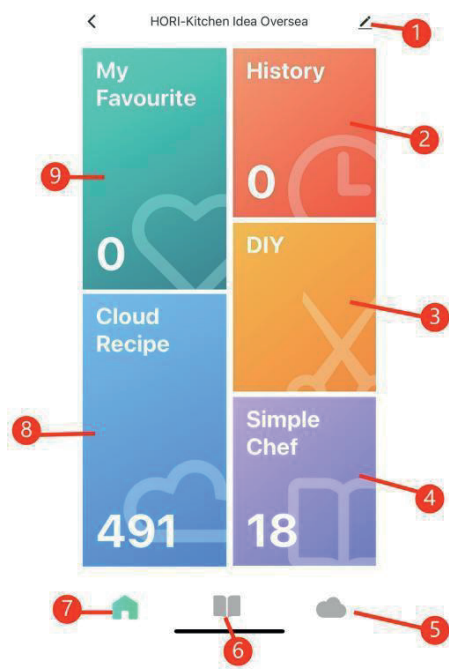 HORI-Kitchen Idea Oversea
1
My
Favourite
0
9
History
0
2
DIY
3
Cloud
Recipe
491
8
Simple
Chef
18
4
7
6
5